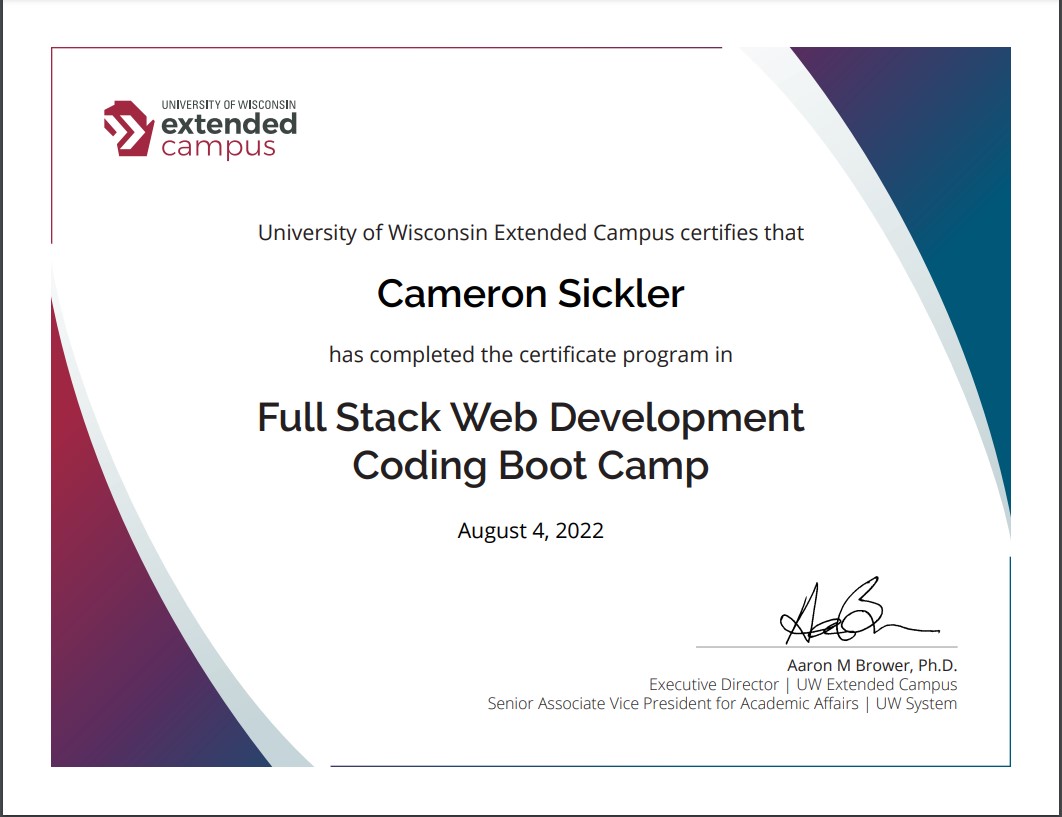 UNIVERSITY OF WISCONSIN
extended
campus
University of Wisconsin Extended Campus certifies that
Cameron Sickler
has completed the certificate program in
Full Stack Web Development
Coding Boot Camp
August 4, 2022
Aaron M Brower, Ph.D.
Executive Director | UW Extended Campus
Senior Associate Vice President for Academic Affairs | UW System